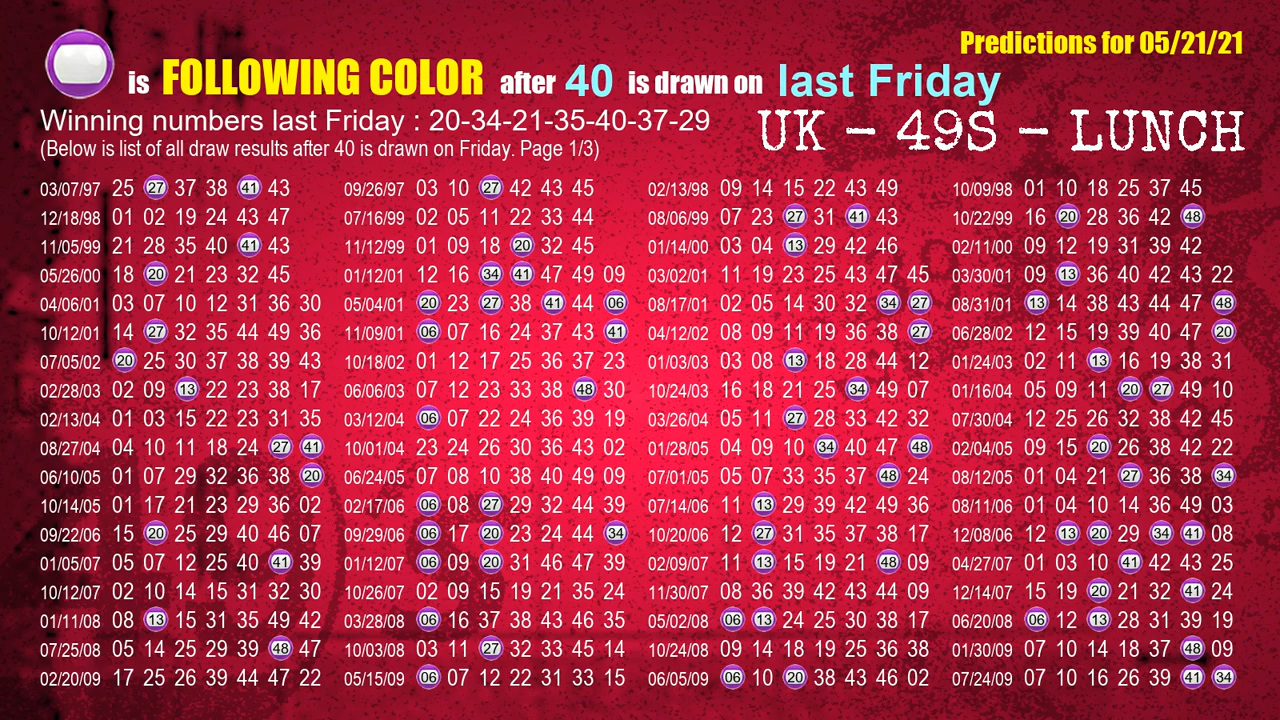 Predictions for 05/21/21
is FOLLOWING COLOR after 40 is drawn on last Friday
Winning numbers last Friday : 20-34-21-35-40-37-29
UK - 49S - LUNCH
(Below is list of all draw results after 40 is drawn on Friday. Page 1/3)
03/07/97 25 27 37 38 41 43 09/26/97 03 10 27 42 43 45 02/13/98 09 14 15 22 43 49 10/09/98 01 10 18 25 37 45
12/18/98 01 02 19 24 43 47 07/16/99 02 05 11 22 33 44 08/06/99 07 23 27 31 41 43 10/22/99 16 20 28 36 42 48
11/05/99 21 28 35 40 41 43 11/12/99 01 09 18 20 32 45 01/14/00 03 04 13 29 42 46 02/11/00 09 12 19 31 39 42
05/26/00 18 20 21 23 32 45 01/12/01 12 16 34 41 47 49 09 03/02/01 11 19 23 25 43 47 45 03/30/01 09 13 36 40 42 43 22
04/06/01 03 07 10 12 31 36 30 05/04/01 20 23 27 38 41 44 06 08/17/01 02 05 14 30 32 34 27 08/31/01 13 14 38 43 44 47 48
10/12/01 14 27 32 35 44 49 36 11/09/01 06 07 16 24 37 43 41 04/12/02 08 09 11 19 36 38 27 06/28/02 12 15 19 39 40 47 20
07/05/02 20 25 30 37 38 39 43 10/18/02 01 12 17 25 36 37 23 01/03/03 03 08 13 18 28 44 12 01/24/03 02 11 13 16 19 38 31
02/28/03 02 09 13 22 23 38 17 06/06/03 07 12 23 33 38 48 30 10/24/03 16 18 21 25 34 49 07 01/16/04 05 09 11 20 27 49 10
02/13/04 01 03 15 22 23 31 35 03/12/04 06 07 22 24 36 39 19 03/26/04 05 11 27 28 33 42 32 07/30/04 12 25 26 32 38 42 45
08/27/04 04 10 11 18 24 27 41 10/01/04 23 24 26 30 36 43 02 01/28/05 04 09 10 34 40 47 48 02/04/05 09 15 20 26 38 42 22
06/10/05 01 07 29 32 36 38 20 06/24/05 07 08 10 38 40 49 09 07/01/05 05 07 33 35 37 48 24 08/12/05 01 04 21 27 36 38 34
10/14/05 01 17 21 23 29 36 02 02/17/06 06 08 27 29 32 44 39 07/14/06 11 13 29 39 42 49 36 08/11/06 01 04 10 14 36 49 03
09/22/06 15 20 25 29 40 46 07 09/29/06 06 17 20 23 24 44 34 10/20/06 12 27 31 35 37 38 17 12/08/06 12 13 20 29 34 41 08
01/05/07 05 07 12 25 40 41 39 01/12/07 06 09 20 31 46 47 39 02/09/07 11 13 15 19 21 48 09 04/27/07 01 03 10 41 42 43 25
10/12/07 02 10 14 15 31 32 30 10/26/07 02 09 15 19 21 35 24 11/30/07 08 36 39 42 43 44 09 12/14/07 15 19 20 21 32 41 24
01/11/08 08 13 15 31 35 49 42 03/28/08 06 16 37 38 43 46 35 05/02/08 06 13 24 25 30 38 17 06/20/08 06 12 13 28 31 39 19
07/25/08 05 14 25 29 39 48 47 10/03/08 03 11 27 32 33 45 14 10/24/08 09 14 18 19 25 36 38 01/30/09 07 10 14 18 37 48 09
02/20/09 17 25 26 39 44 47 22 05/15/09 06 07 12 22 31 33 15 06/05/09 06 10 20 38 43 46 02 07/24/09 07 10 16 26 39 41 34